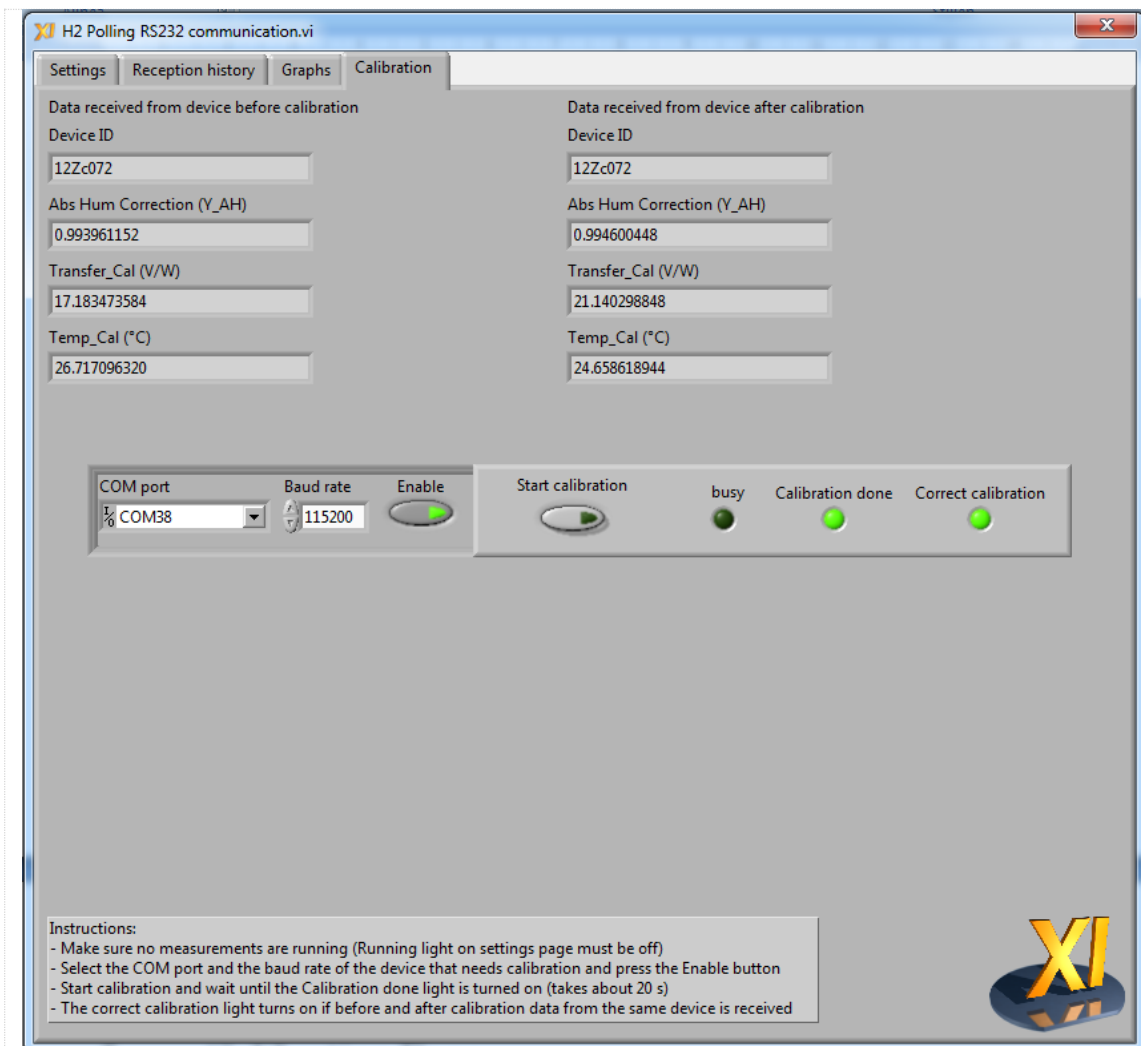 H2 Polling RS232 communication.vi
Settings Reception history Graphs Calibration
Data received from device before calibration
Device ID
12Zc072
Abs Hum Correction (Y_AH)
0.993961152
Transfer_Cal (V/W)
17.183473584
Temp_Cal (°C)
26.717096320
Data received from device after calibration
Device ID
12Zc072
Abs Hum Correction (Y_AH)
0.994600448
Transfer_Cal (V/W)
21.140298848
Temp_Cal (°C)
24.658618944
COM port Baud rate Enable Start calibration busy Calibration done Correct calibration
I/O COM38 115200
Instructions:
- Make sure no measurements are running (Running light on settings page must be off)
- Select the COM port and the baud rate of the device that needs calibration and press the Enable button
- Start calibration and wait until the Calibration done light is turned on (takes about 20 s)
- The correct calibration light turns on if before and after calibration data from the same device is received
XI